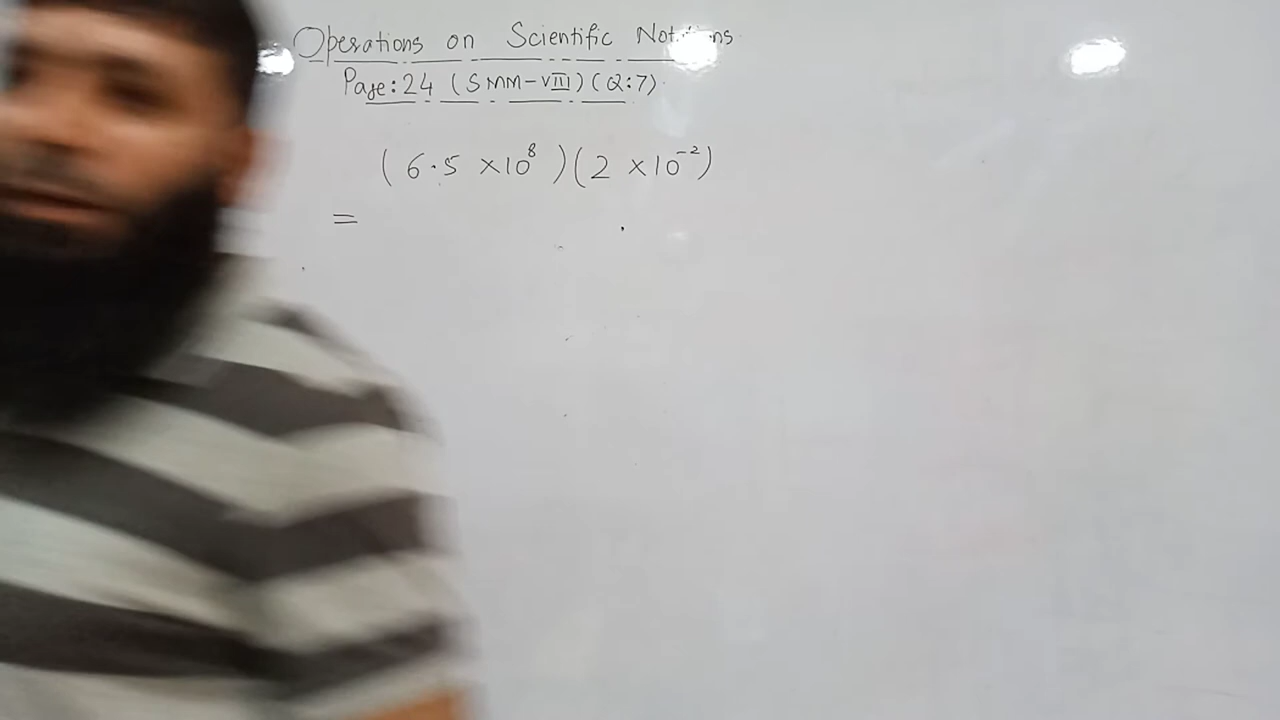 Operations on Scientific
Page:24 (SMM-VIII)(Q:7).
(6.5 ×10⁸)(2 ×10⁻²)
=